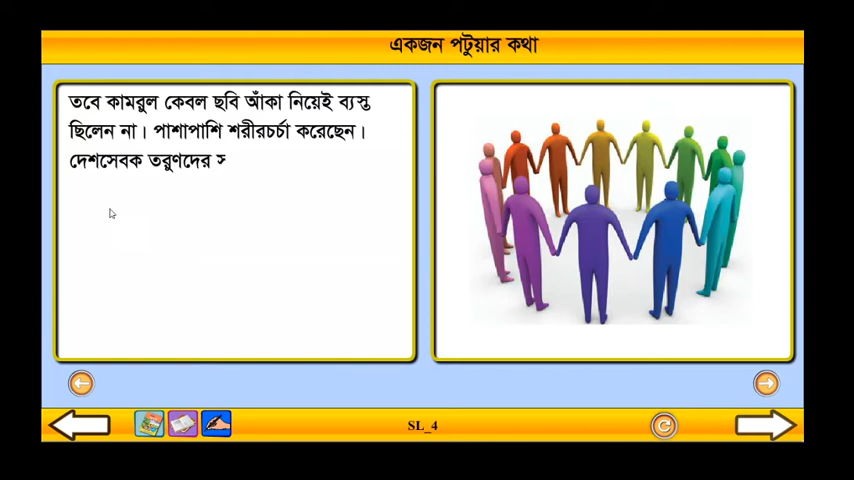 একজন পটুয়ার কথা
তবে কামরুল কেবল ছবি আঁকা নিয়েই ব্যস্ত
ছিলেন না। পাশাপাশি শরীরচর্চা করেছেন।
দেশসেবক তরুণদের
SL_4